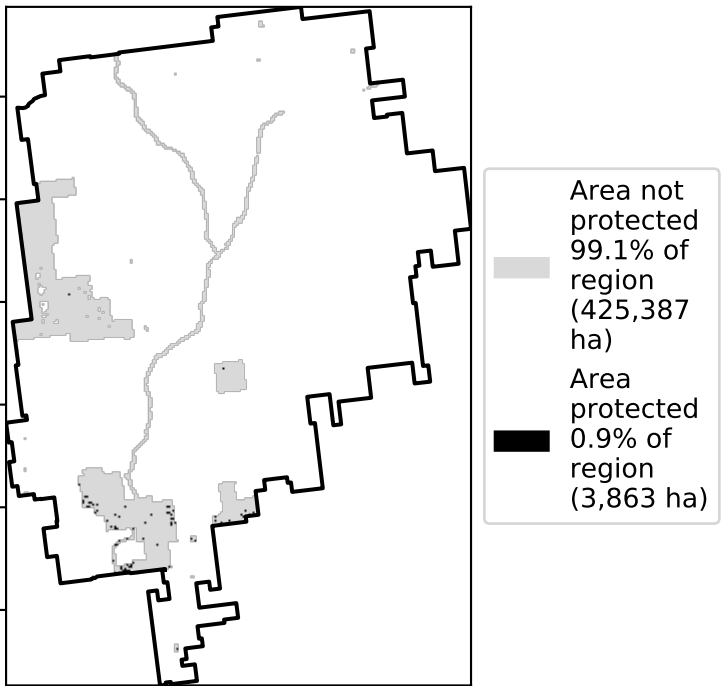 Area not
protected
99.1% of
region
(425,387
ha)
Area
protected
0.9% of
region
(3,863 ha)